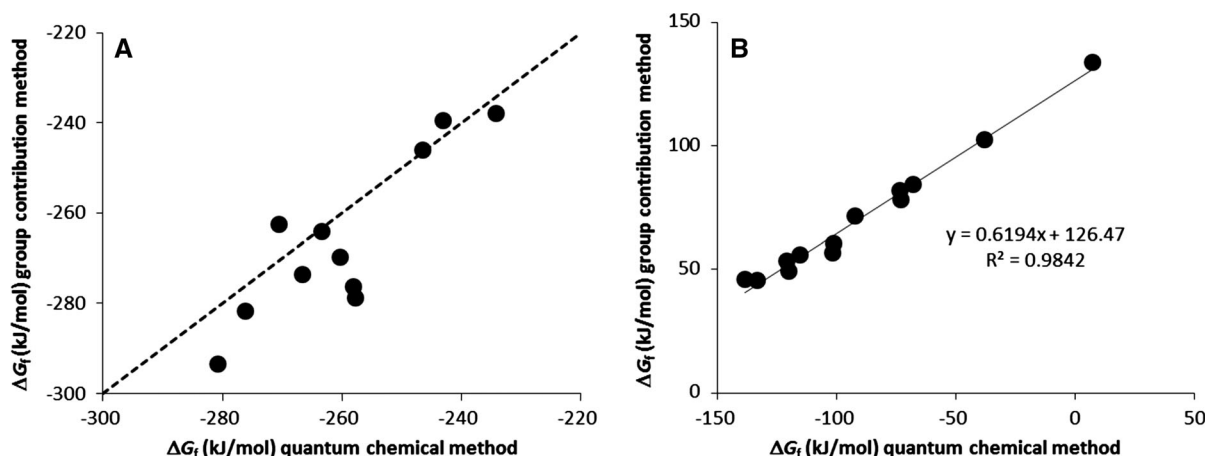 A
ΔGf (kJ/mol) group contribution method
-220
-240
-260
-280
-300
-300
-280
-260
-240
-220
ΔGf (kJ/mol) quantum chemical method
B
ΔGf (kJ/mol) group contribution method
150
100
50
0
y = 0.6194x + 126.47
R² = 0.9842
-150
-100
-50
0
50
ΔGf (kJ/mol) quantum chemical method